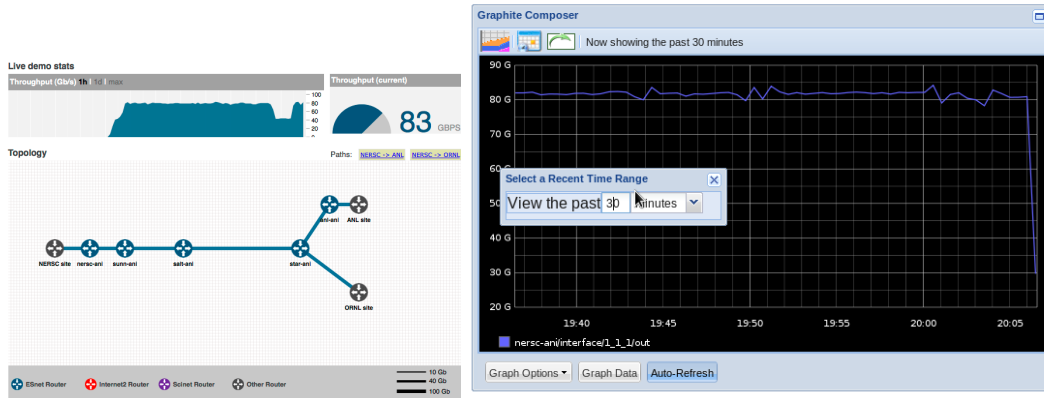 Live demo stats
Throughput (Gb/s) 1h | 1d | max
100
80
60
40
20
0
Throughput (current)
83 GBPS
Topology
Paths: NERSC -> ANL NERSC -> ORNL
ani-anl
ANL site
NERSC site
nersc-ani
sunn-ani
salt-ani
star-ani
ORNL site
ESnet Router
Internet2 Router
Scinet Router
Other Router
10 Gb
40 Gb
100 Gb
Graphite Composer
Now showing the past 30 minutes
90 G
80 G
70 G
60
50
40 G
30 G
20 G
Select a Recent Time Range
View the past 30 Minutes
19:40
19:45
19:50
19:55
20:00
20:05
nersc-ani/interface/1_1_1/out
Graph Options
Graph Data
Auto-Refresh